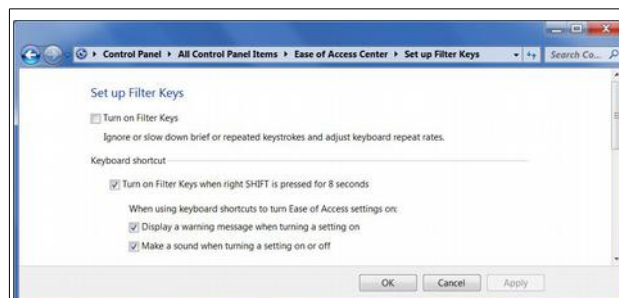 Control Panel ▸ All Control Panel Items ▸ Ease of Access Center ▸ Set up Filter Keys
Search Co...
Set up Filter Keys
Turn on Filter Keys
Ignore or slow down brief or repeated keystrokes and adjust keyboard repeat rates.
Keyboard shortcut
Turn on Filter Keys when right SHIFT is pressed for 8 seconds
When using keyboard shortcuts to turn Ease of Access settings on:
Display a warning message when turning a setting on
Make a sound when turning a setting on or off
OK Cancel Apply